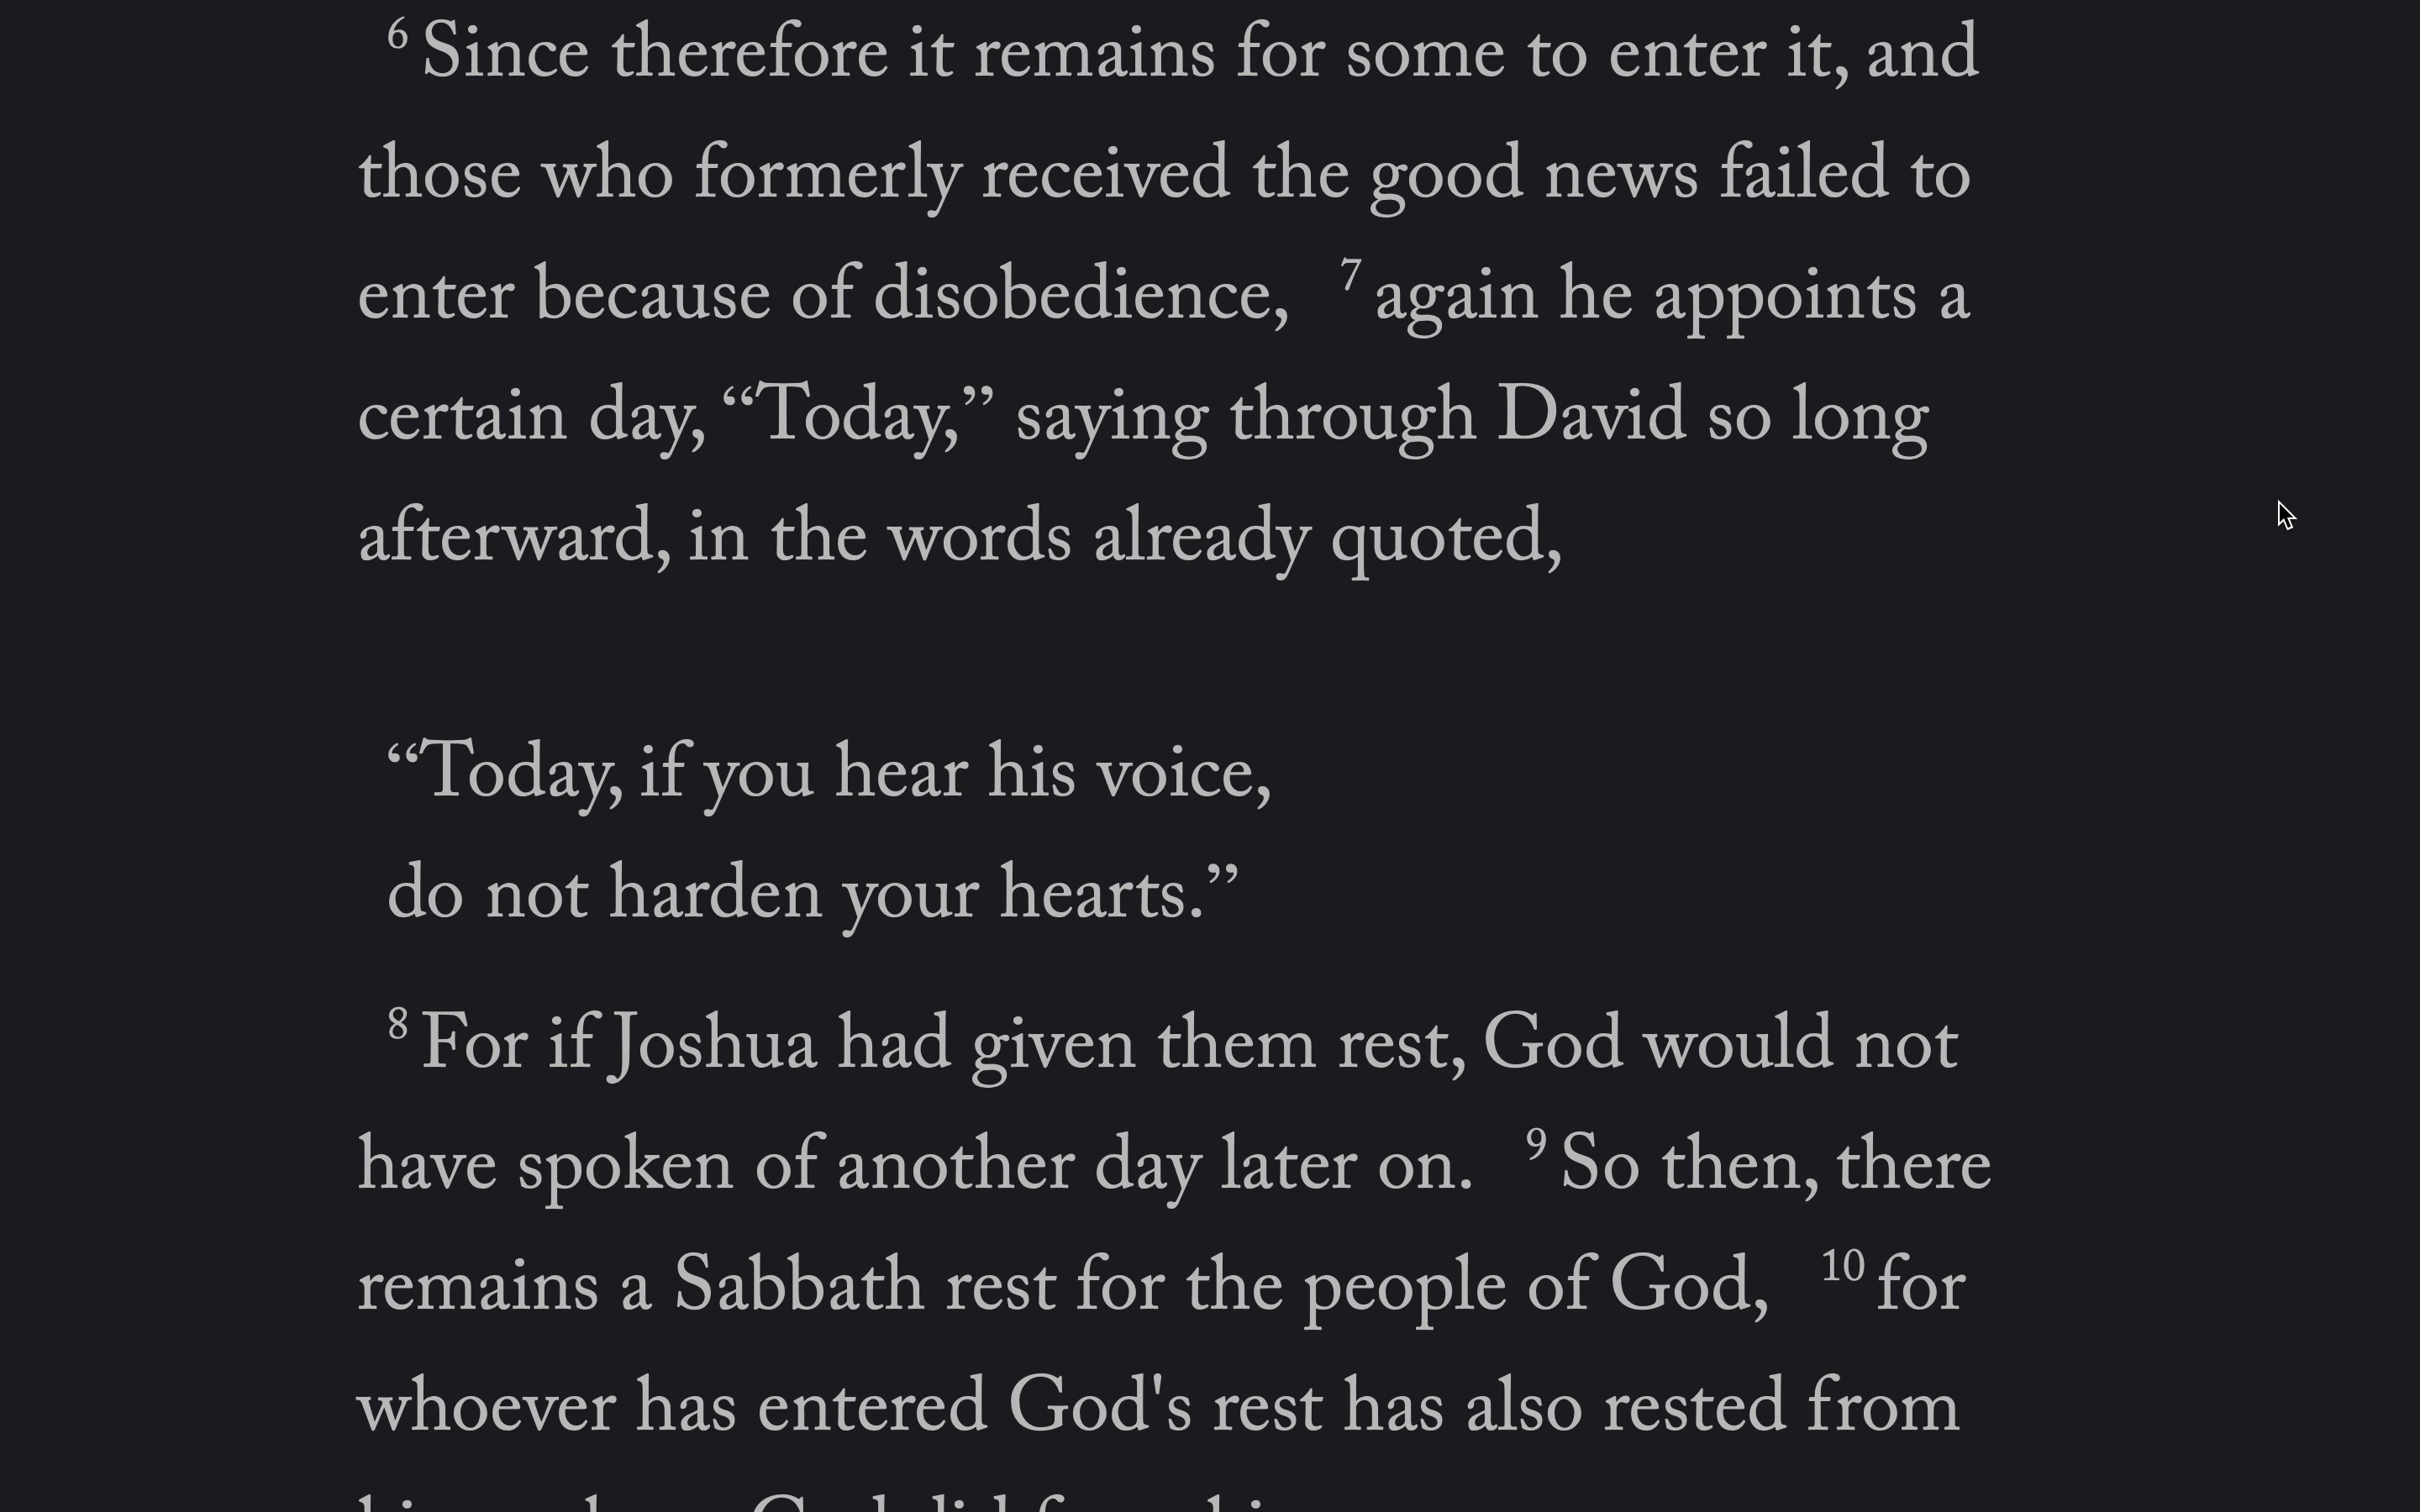 6 Since therefore it remains for some to enter it, and
those who formerly received the good news failed to
enter because of disobedience, 7 again he appoints a
certain day, “Today,” saying through David so long
afterward, in the words already quoted,
“Today, if you hear his voice,
do not harden your hearts.”
8 For if Joshua had given them rest, God would not
have spoken of another day later on. 9 So then, there
remains a Sabbath rest for the people of God, 10 for
whoever has entered God's rest has also rested from